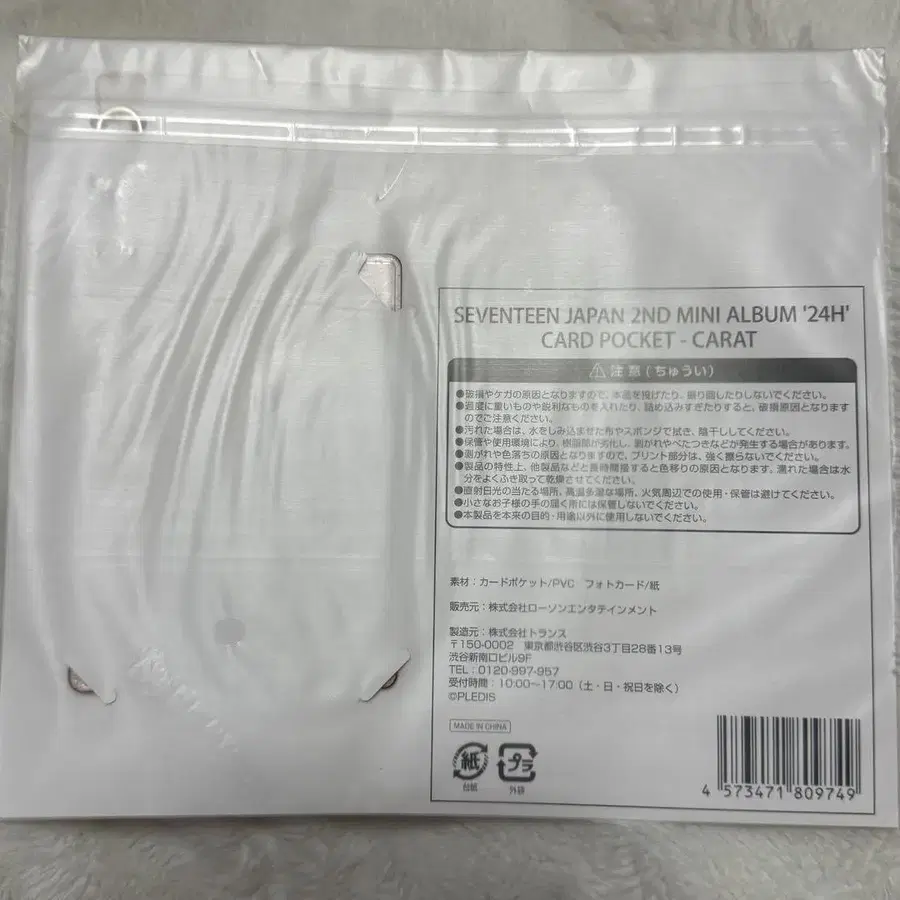 SEVENTEEN JAPAN 2ND MINI ALBUM '24H'
CARD POCKET - CARAT
注意(ちゅうい)
●破損やケガの原因となりますので、本品を投げたり、振り回したりしないでください。
●過度に重いものや鋭利なものを入れたり、詰め込みすぎたりすると、破損原因となります
のでご注意ください。
●汚れた場合は、水をしみ込ませた布やスポンジで拭き、陰干ししてください。
●保管や使用環境により、樹脂部が劣化し、剥がれやべたつきなどが発生する場合があります。
●剥がれや色落ちの原因となりますので、プリント部分は、強く擦らないでください。
●製品の特性上、他製品などと長時間接すると色移りの原因となります。濡れた場合は水
分をよくふき取って乾燥させてください。
●直射日光の当たる場所、高温多湿な場所、火気周辺での使用・保管は避けてください。
●小さなお子様の手の届く所には保管しないでください。
●本製品を本来の目的・用途以外に使用しないでください。
素材:カードポケット/PVC フォトカード/紙
販売元:株式会社ローソンエンタテインメント
製造元:株式会社トランス
〒150-0002 東京都渋谷区渋谷3丁目28番13号
渋谷新南口ビル9F
TEL:0120-997-957
受付時間:10:00〜17:00(土・日・祝日を除く)
©PLEDIS
MADE IN CHINA
紙 プラ
台紙 外袋
4 573471 809749